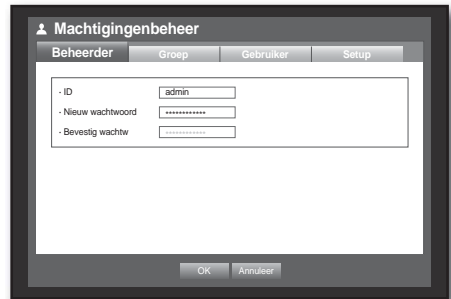 Machtigingenbeheer
Beheerder Groep Gebruiker Setup
· ID admin
· Nieuw wachtwoord ************
· Bevestig wachtw ************
OK Annuleer